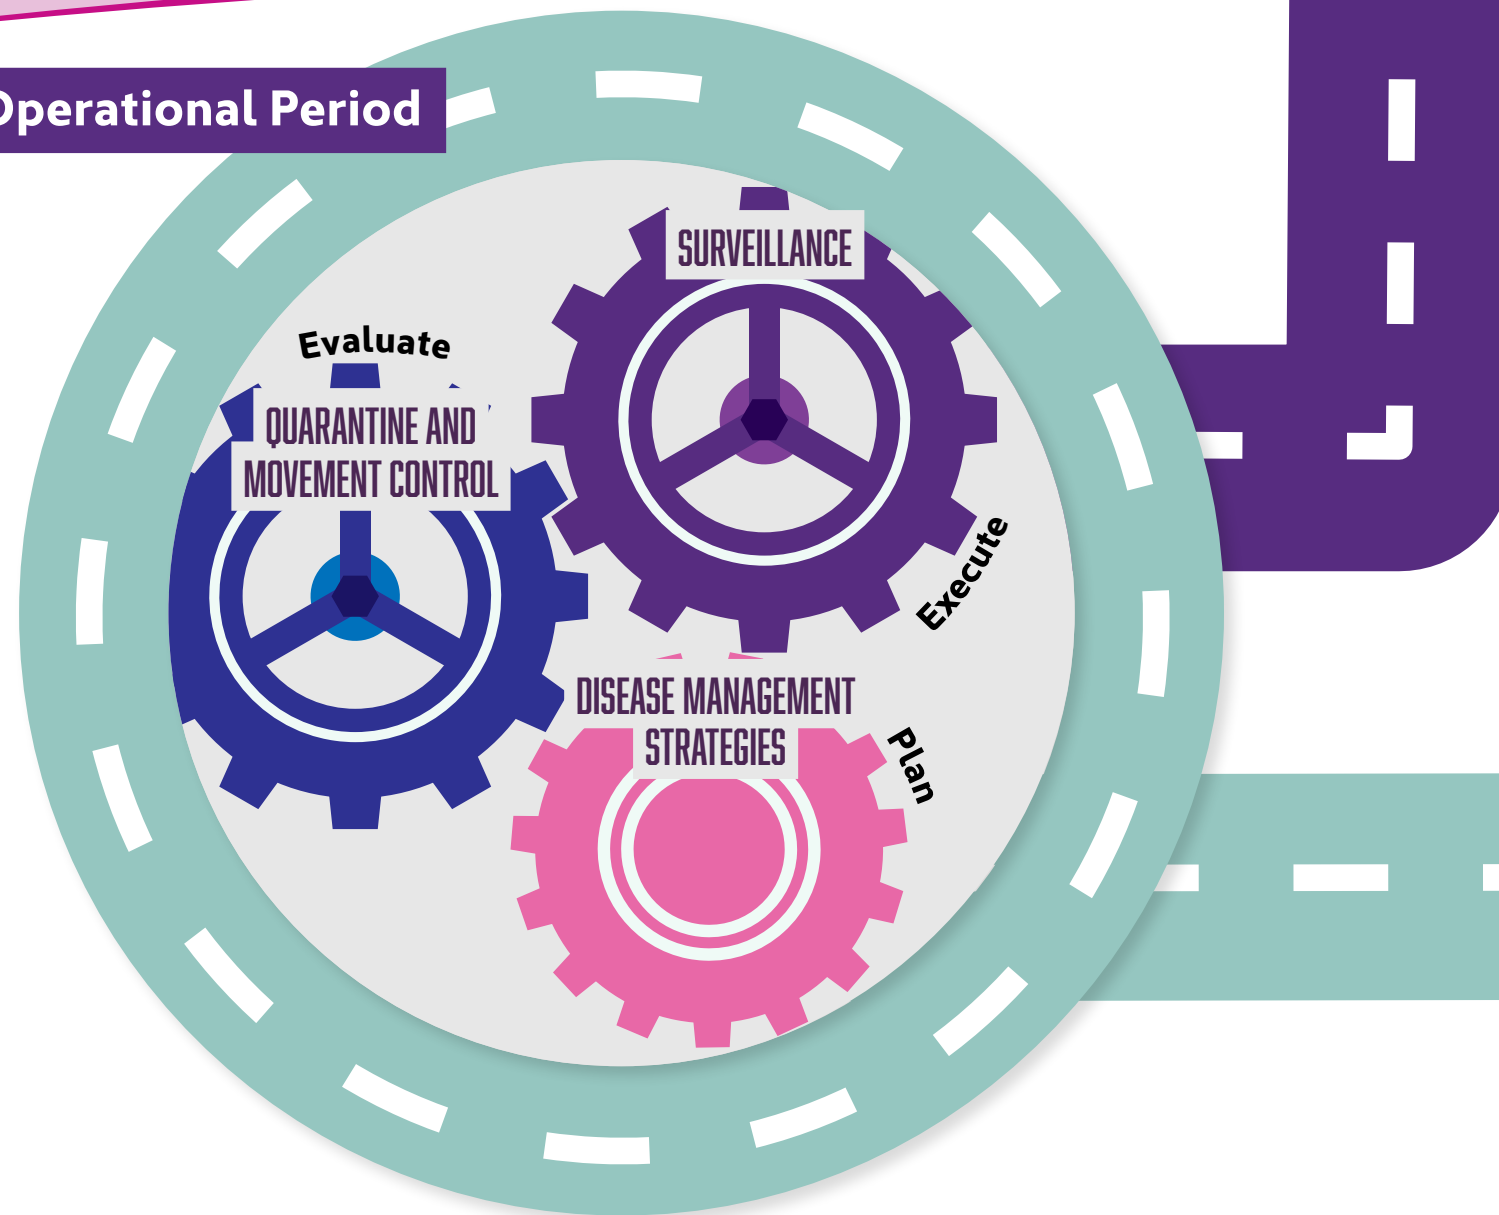 Operational Period
SURVEILLANCE
Evaluate
QUARANTINE AND
MOVEMENT CONTROL
Execute
DISEASE MANAGEMENT
STRATEGIES
Plan